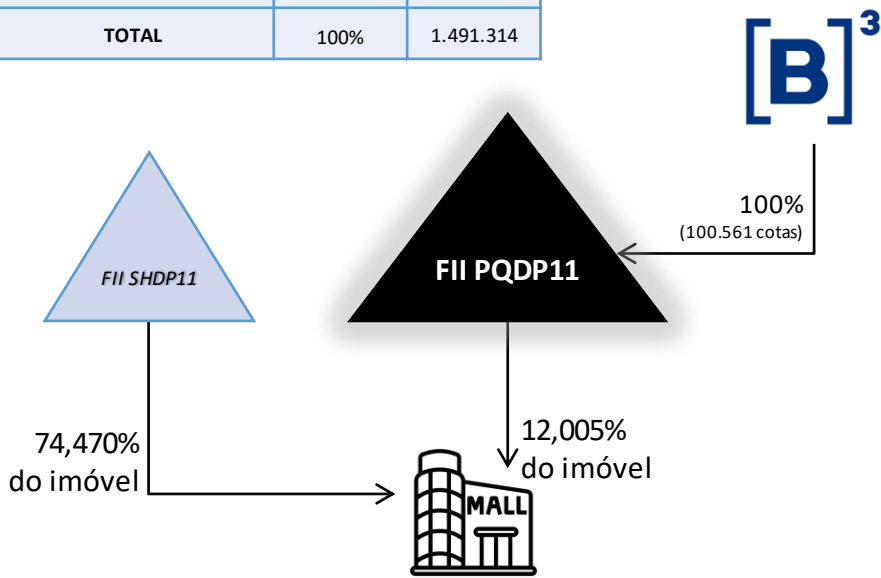 TOTAL 100% 1.491.314
[B]³
100%
(100.561 cotas)
FII SHDP11
FII PQDP11
74,470%
do imóvel
12,005%
do imóvel
MALL